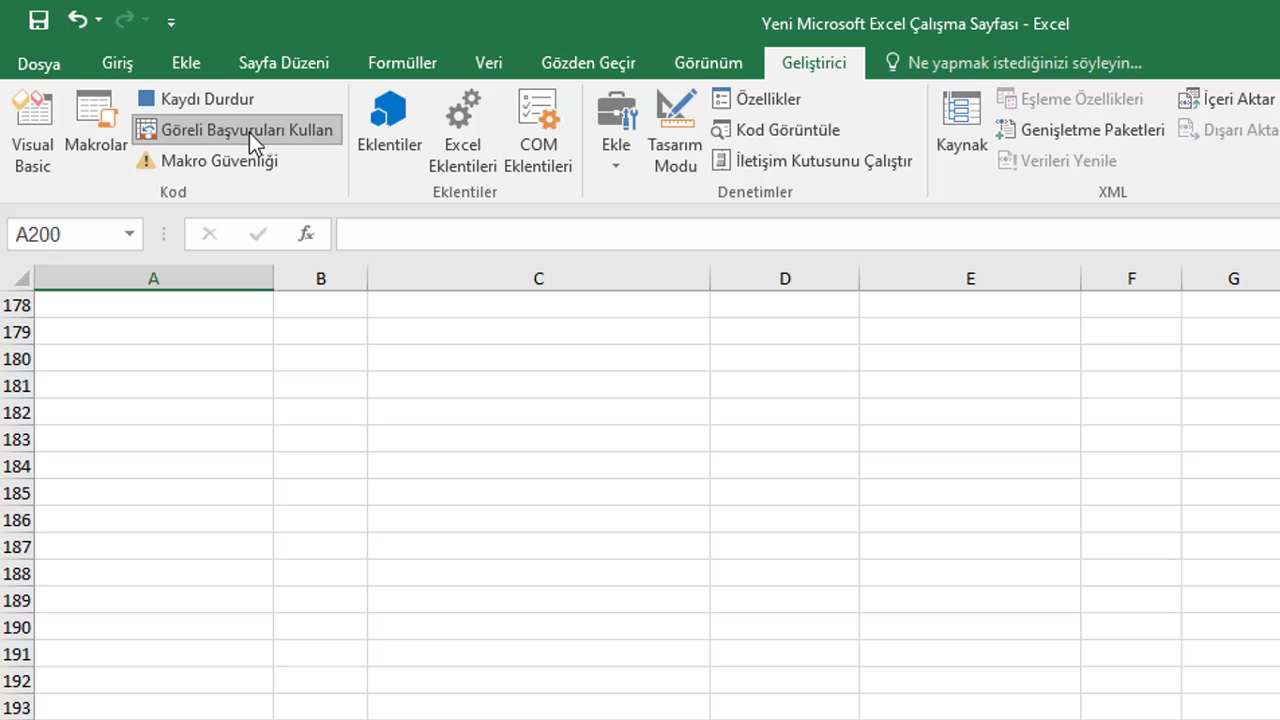 Yeni Microsoft Excel Çalışma Sayfası - Excel
Dosya Giriş Ekle Sayfa Düzeni Formüller Veri Gözden Geçir Görünüm Geliştirici Ne yapmak istediğinizi söyleyin...
Visual Basic
Makrolar
Kaydı Durdur
Göreli Başvuruları Kullan
Makro Güvenliği
Kod
Eklentiler
Excel Eklentileri
COM Eklentileri
Eklentiler
Ekle
Tasarım Modu
Özellikler
Kod Görüntüle
İletişim Kutusunu Çalıştır
Denetimler
Kaynak
Eşleme Özellikleri
Genişletme Paketleri
Verileri Yenile
İçeri Aktar
Dışarı Akta
XML
A200
fx
A B C D E F G
178
179
180
181
182
183
184
185
186
187
188
189
190
191
192
193